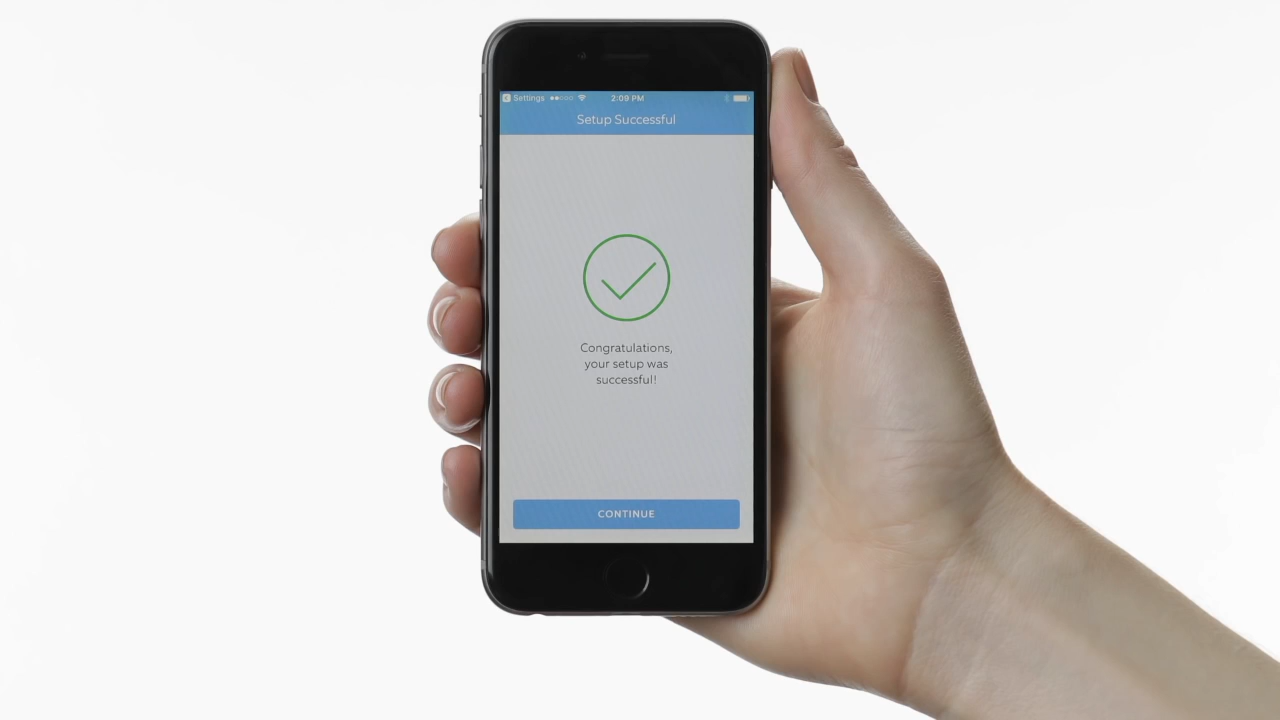 Settings 2:09 PM
Setup Successful
Congratulations,
your setup was
successful!
CONTINUE